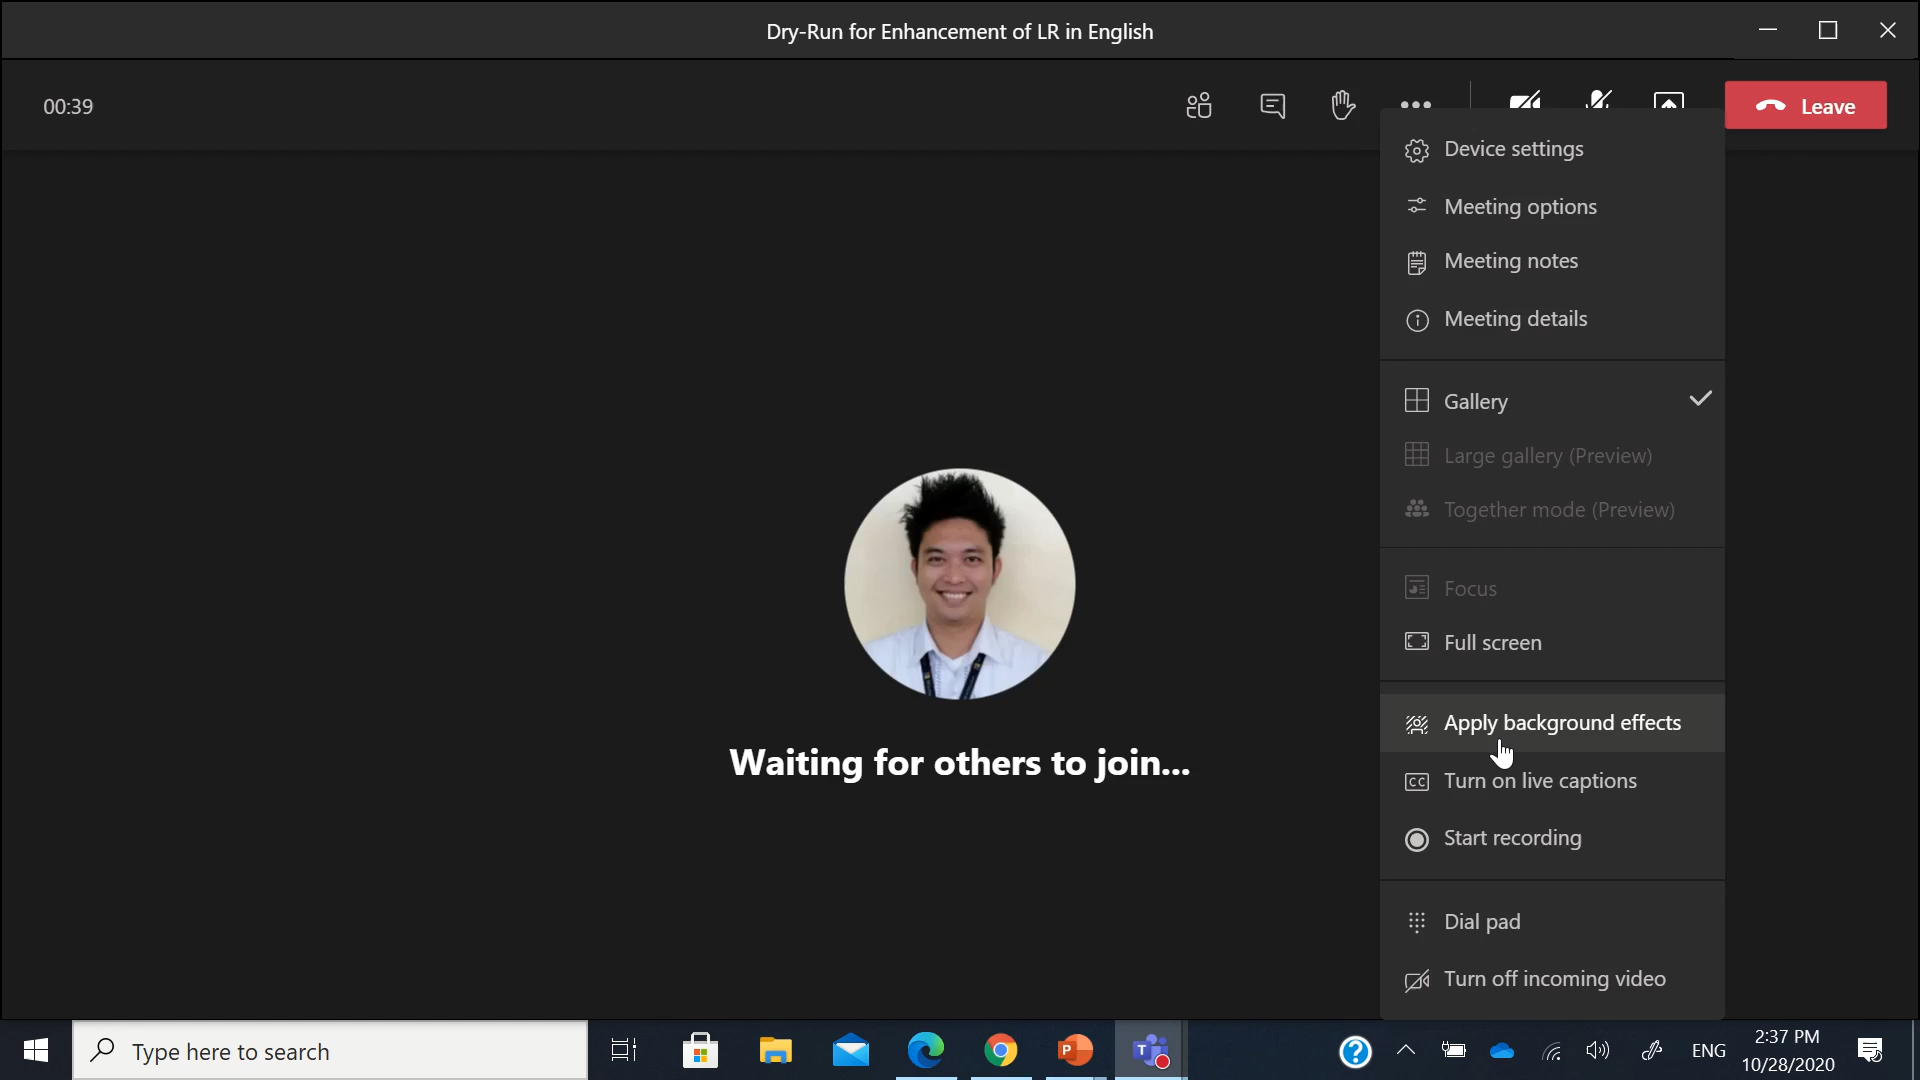 Dry-Run for Enhancement of LR in English
00:39
Leave
Device settings
Meeting options
Meeting notes
Meeting details
Gallery
Large gallery (Preview)
Together mode (Preview)
Focus
Full screen
Apply background effects
CC Turn on live captions
Start recording
Dial pad
Turn off incoming video
Waiting for others to join...
Type here to search
ENG
2:37 PM
10/28/2020